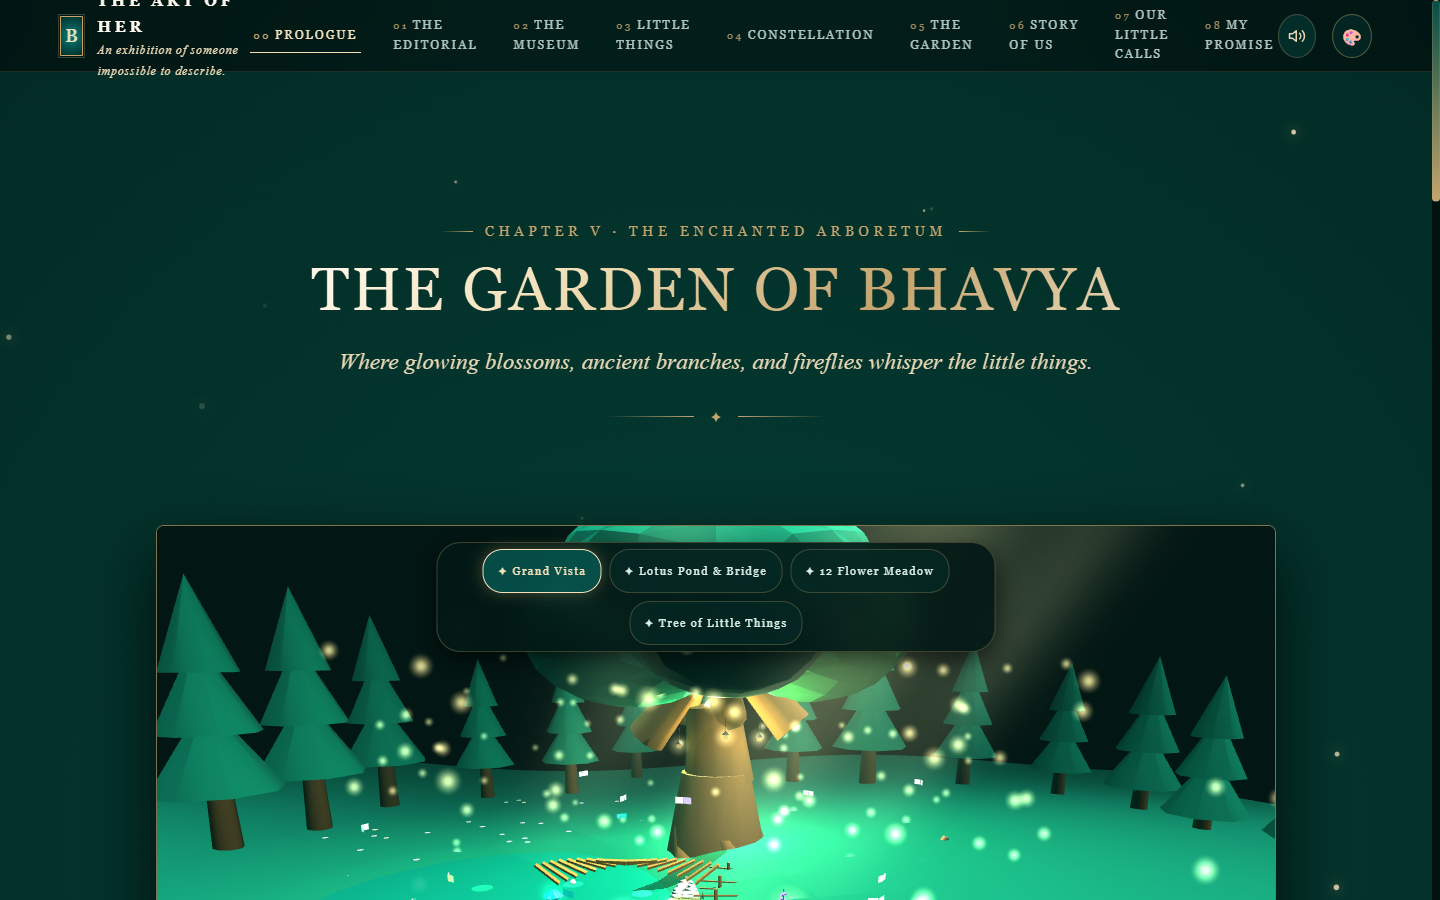 B
THE ART OF
HER
An exhibition of someone
impossible to describe.
00 PROLOGUE
01 THE
EDITORIAL
02 THE
MUSEUM
03 LITTLE
THINGS
04 CONSTELLATION
05 THE
GARDEN
06 STORY
OF US
07 OUR
LITTLE
CALLS
08 MY
PROMISE
CHAPTER V · THE ENCHANTED ARBORETUM
THE GARDEN OF BHAVYA
Where glowing blossoms, ancient branches, and fireflies whisper the little things.
✦ Grand Vista
✦ Lotus Pond & Bridge
✦ 12 Flower Meadow
✦ Tree of Little Things